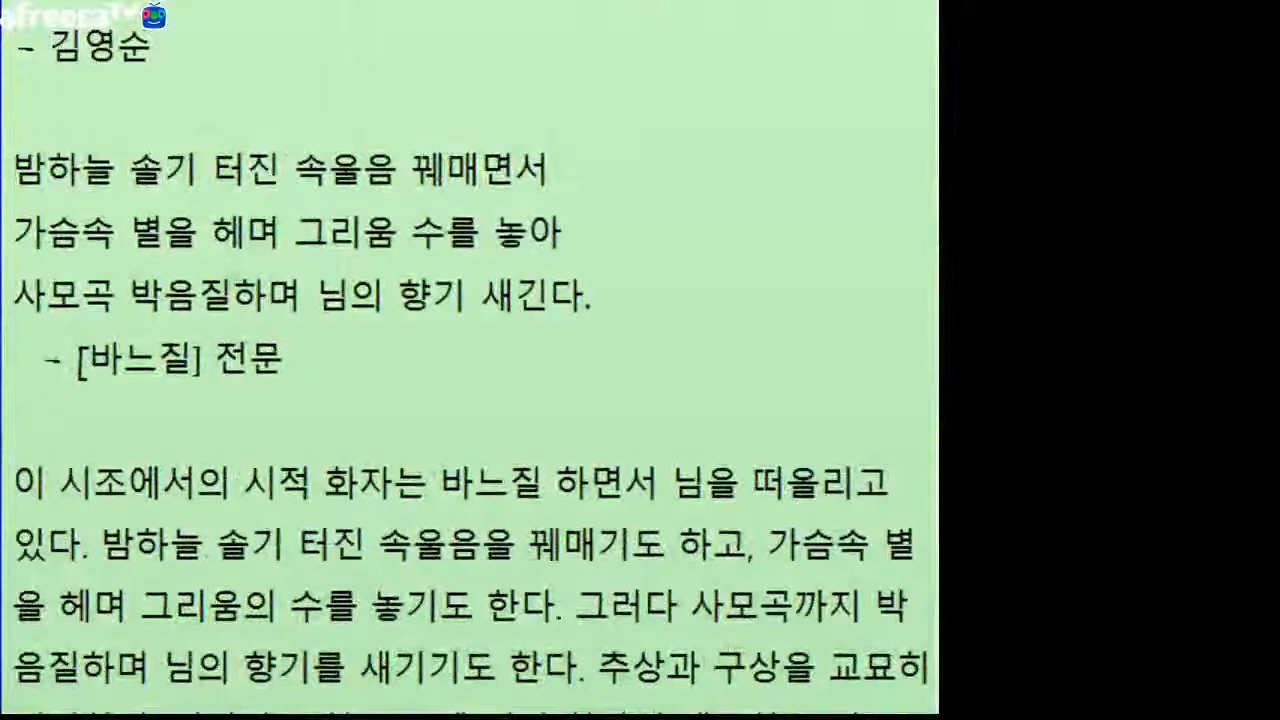 afreecaTV
- 김영순
밤하늘 솔기 터진 속울음 꿰매면서
가슴속 별을 헤며 그리움 수를 놓아
사모곡 박음질하며 님의 향기 새긴다.
- [바느질] 전문
이 시조에서의 시적 화자는 바느질 하면서 님을 떠올리고
있다. 밤하늘 솔기 터진 속울음을 꿰매기도 하고, 가슴속 별
을 헤며 그리움의 수를 놓기도 한다. 그러다 사모곡까지 박
음질하며 님의 향기를 새기기도 한다. 추상과 구상을 교묘히